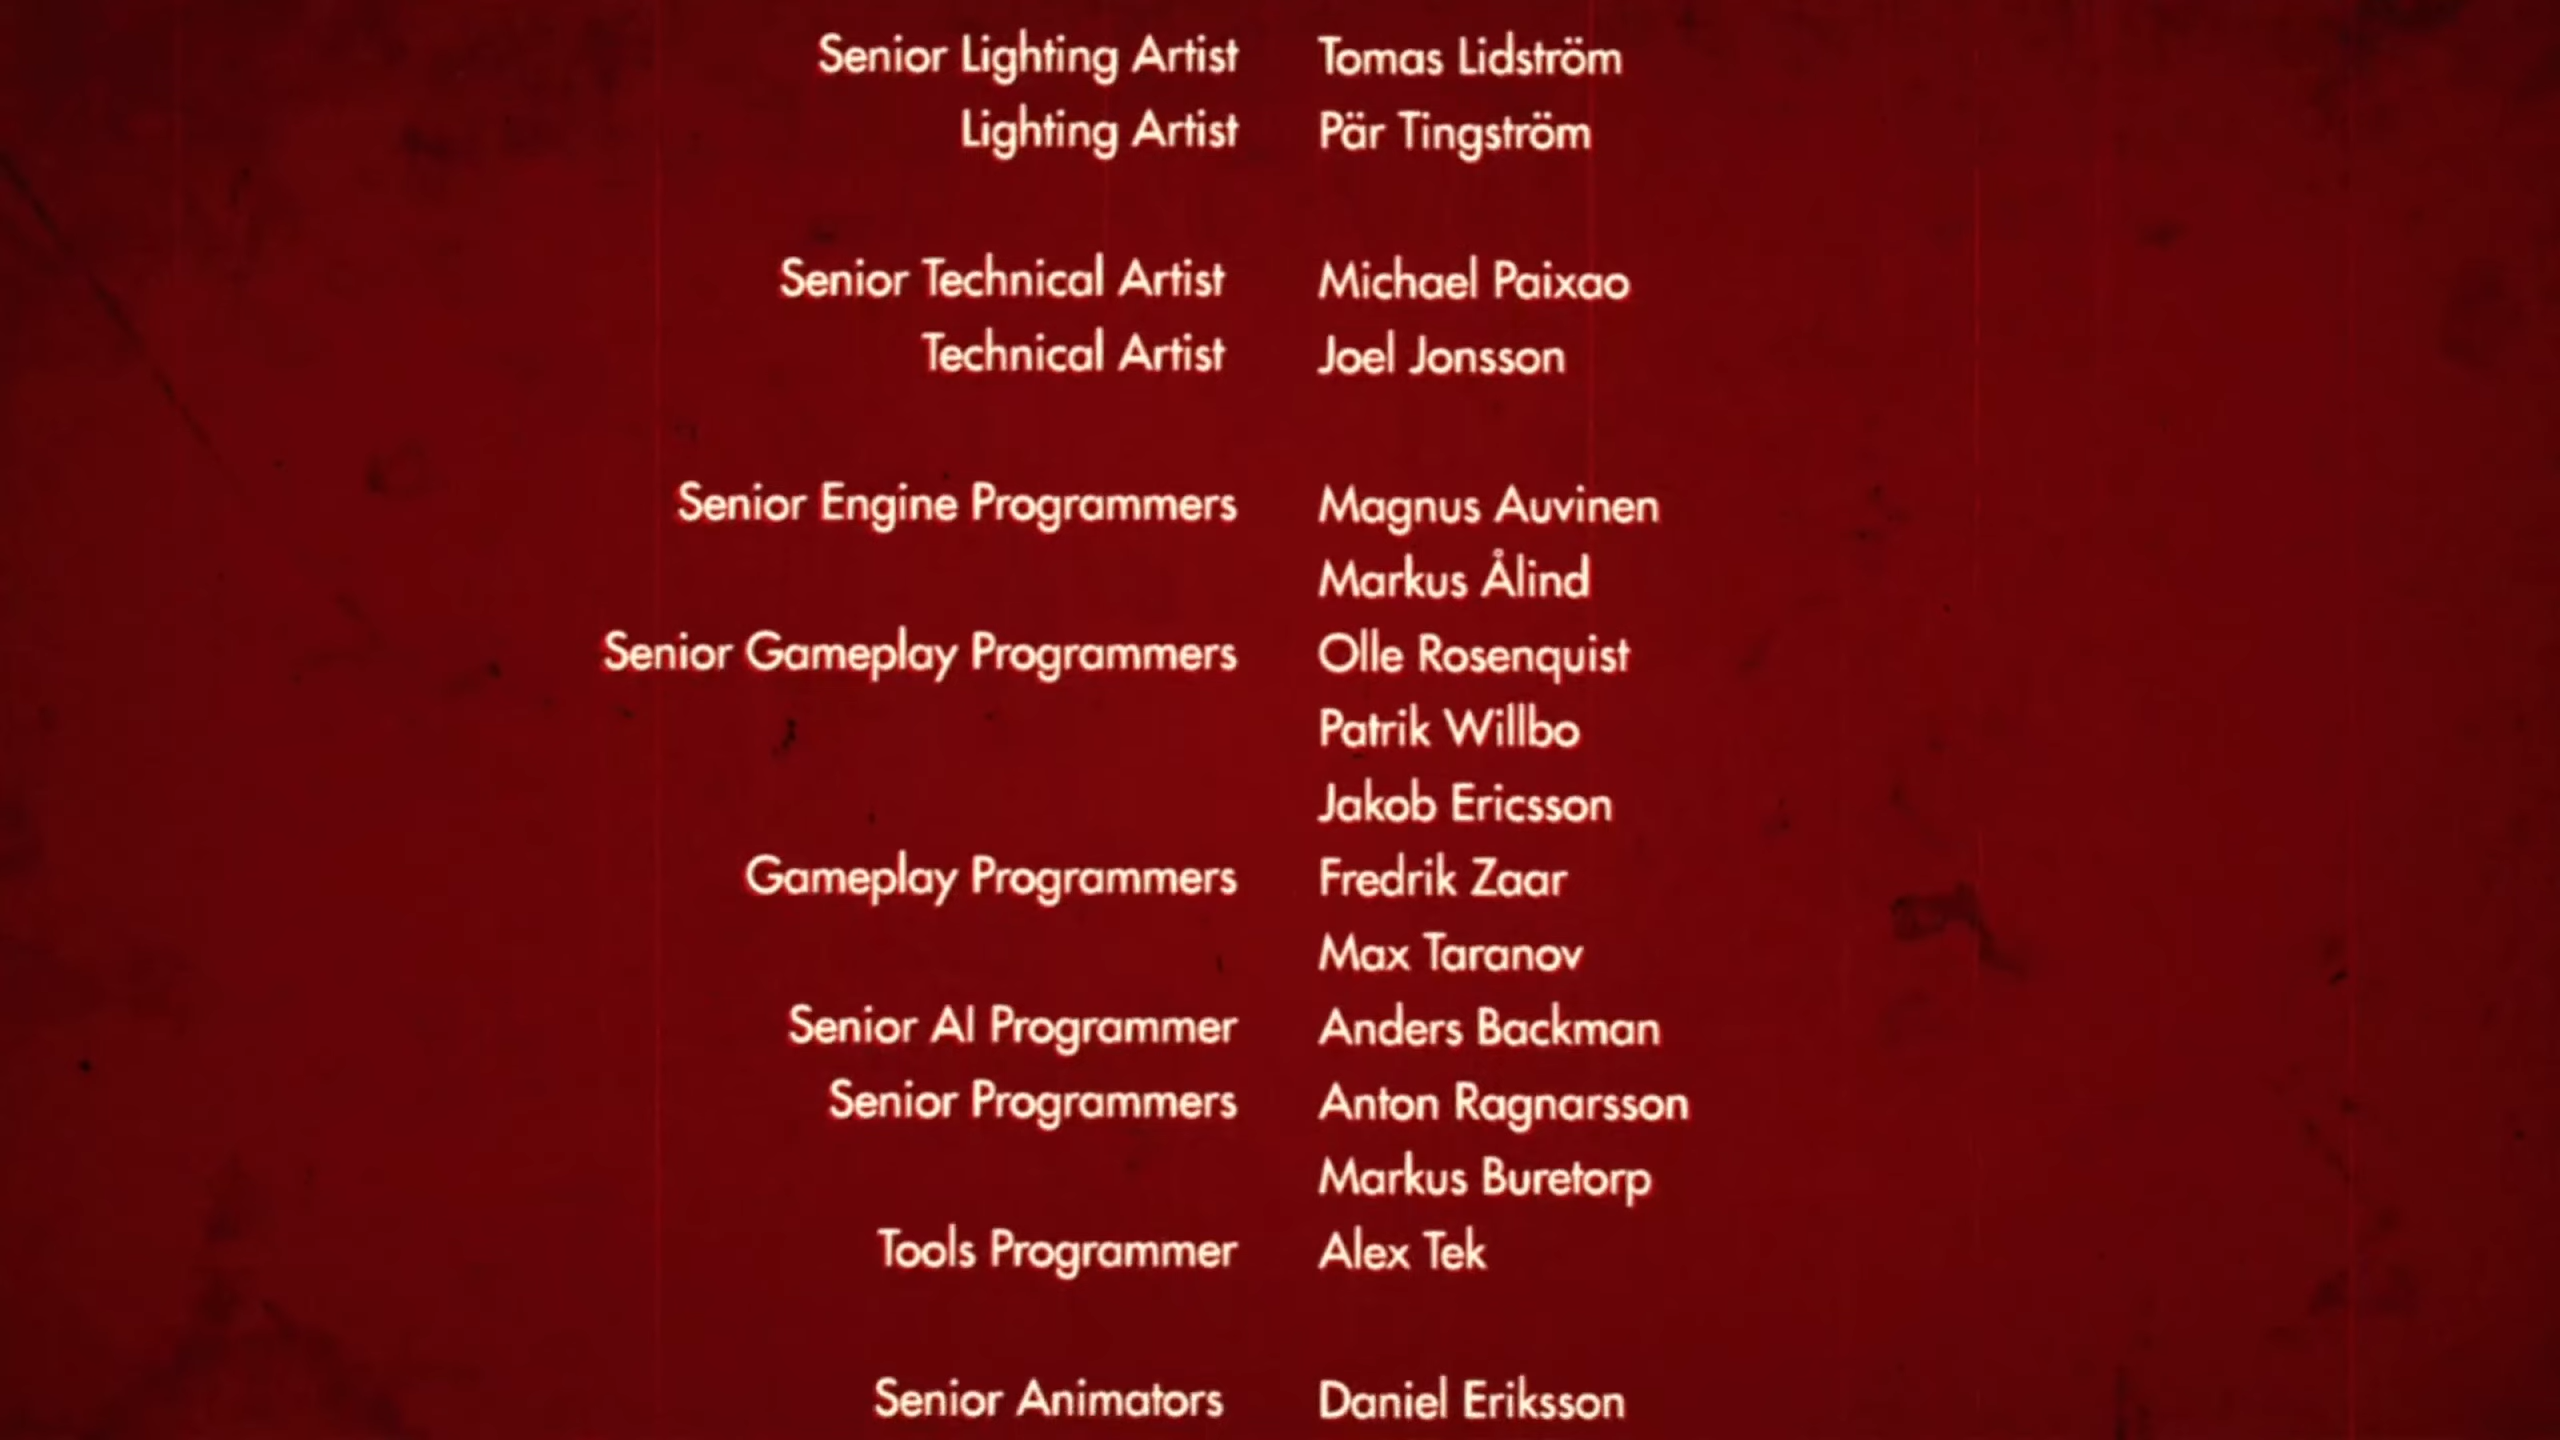 Senior Lighting Artist Tomas Lidström
Lighting Artist Pär Tingström
Senior Technical Artist Michael Paixao
Technical Artist Joel Jonsson
Senior Engine Programmers Magnus Auvinen
Markus Ålind
Senior Gameplay Programmers Olle Rosenquist
Patrik Willbo
Jakob Ericsson
Gameplay Programmers Fredrik Zaar
Max Taranov
Senior AI Programmer Anders Backman
Senior Programmers Anton Ragnarsson
Markus Buretorp
Tools Programmer Alex Tek
Senior Animators Daniel Eriksson